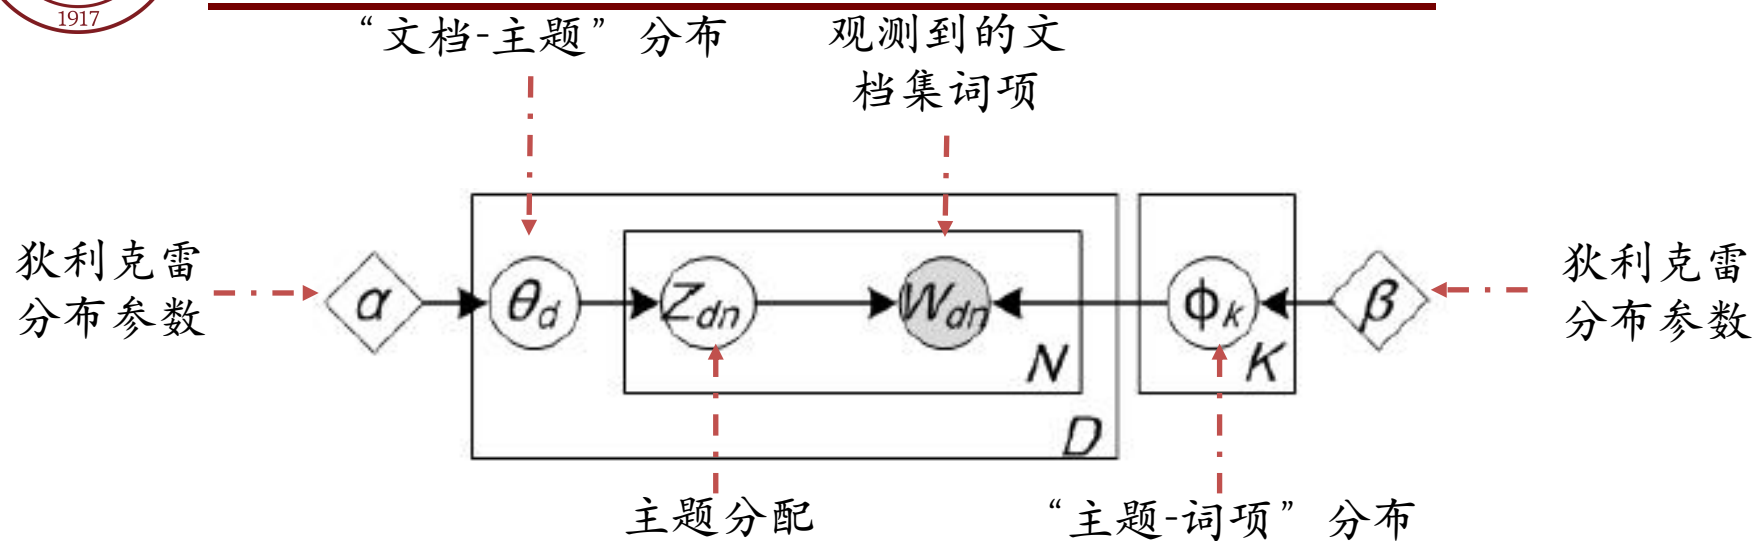 1917
“文档-主题” 分布
观测到的文
档集词项
狄利克雷
分布参数
α
θd
Zdn
Wdn
N
D
ϕk
K
β
狄利克雷
分布参数
主题分配
“主题-词项” 分布